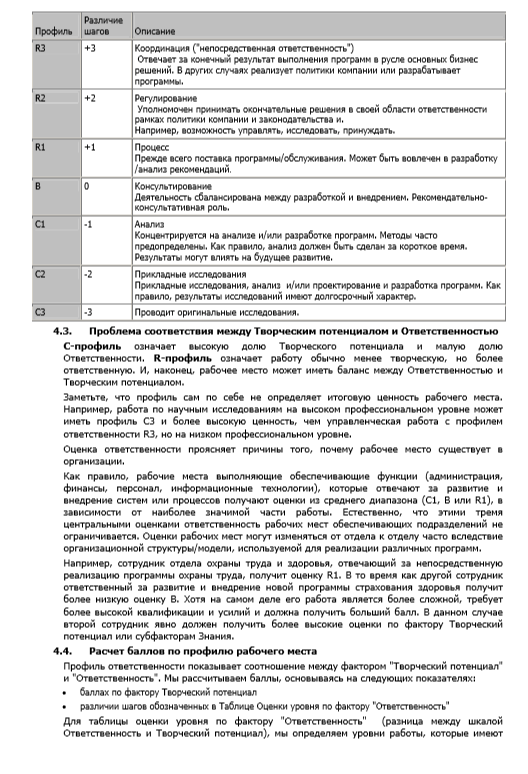 Профиль Различие шагов Описание
R3 +3 Координация ("непосредственная ответственность")
Отвечает за конечный результат выполнения программ в русле основных бизнес
решений. В других случаях реализует политики компании или разрабатывает
программы.
R2 +2 Регулирование
Уполномочен принимать окончательные решения в своей области ответственности
рамках политики компании и законодательства и.
Например, возможность управлять, исследовать, принуждать.
R1 +1 Процесс
Прежде всего поставка программы/обслуживания. Может быть вовлечен в разработку
/анализ рекомендаций.
B 0 Консультирование
Деятельность сбалансирована между разработкой и внедрением. Рекомендательно-
консультативная роль.
C1 -1 Анализ
Концентрируется на анализе и/или разработке программ. Методы часто
предопределены. Как правило, анализ должен быть сделан за короткое время.
Результаты могут влиять на будущее развитие.
C2 -2 Прикладные исследования
Прикладные исследования, анализ и/или проектирование и разработка программ. Как
правило, результаты исследований имеют долгосрочный характер.
C3 -3 Проводит оригинальные исследования.
4.3. Проблема соответствия между Творческим потенциалом и Ответственностью
С-профиль означает высокую долю Творческого потенциала и малую долю
Ответственности. R-профиль означает работу обычно менее творческую, но более
ответственную. И, наконец, рабочее место может иметь баланс между Ответственностью и
Творческим потенциалом.
Заметьте, что профиль сам по себе не определяет итоговую ценность рабочего места.
Например, работа по научным исследованиям на высоком профессиональном уровне может
иметь профиль С3 и более высокую ценность, чем управленческая работа с профилем
ответственности R3, но на низком профессиональном уровне.
Оценка ответственности проясняет причины того, почему рабочее место существует в
организации.
Как правило, рабочие места выполняющие обеспечивающие функции (администрация,
финансы, персонал, информационные технологии), которые отвечают за развитие и
внедрение систем или процессов получают оценки из среднего диапазона (С1, В или R1), в
зависимости от наиболее значимой части работы. Естественно, что этими тремя
центральными оценками ответственность рабочих мест обеспечивающих подразделений не
ограничивается. Оценки рабочих мест могут изменяться от отдела к отделу часто вследствие
организационной структуры/модели, используемой для реализации различных программ.
Например, сотрудник отдела охраны труда и здоровья, отвечающий за непосредственную
реализацию программы охраны труда, получит оценку R1. В то время как другой сотрудник
ответственный за развитие и внедрение новой программы страхования здоровья получит
более низкую оценку B. Хотя на самом деле его работа является более сложной, требует
более высокой квалификации и усилий и должна получить больший балл. В данном случае
второй сотрудник явно должен получить более высокие оценки по фактору Творческий
потенциал или субфакторам Знания.
4.4. Расчет баллов по профилю рабочего места
Профиль ответственности показывает соотношение между фактором "Творческий потенциал"
и "Ответственность". Мы рассчитываем баллы, основываясь на следующих показателях:
• баллах по фактору Творческий потенциал
• различии шагов обозначенных в Таблице Оценки уровня по фактору "Ответственность"
Для таблицы оценки уровня по фактору "Ответственность" (разница между шкалой
Ответственность и Творческий потенциал), мы определяем уровни работы, которые имеют